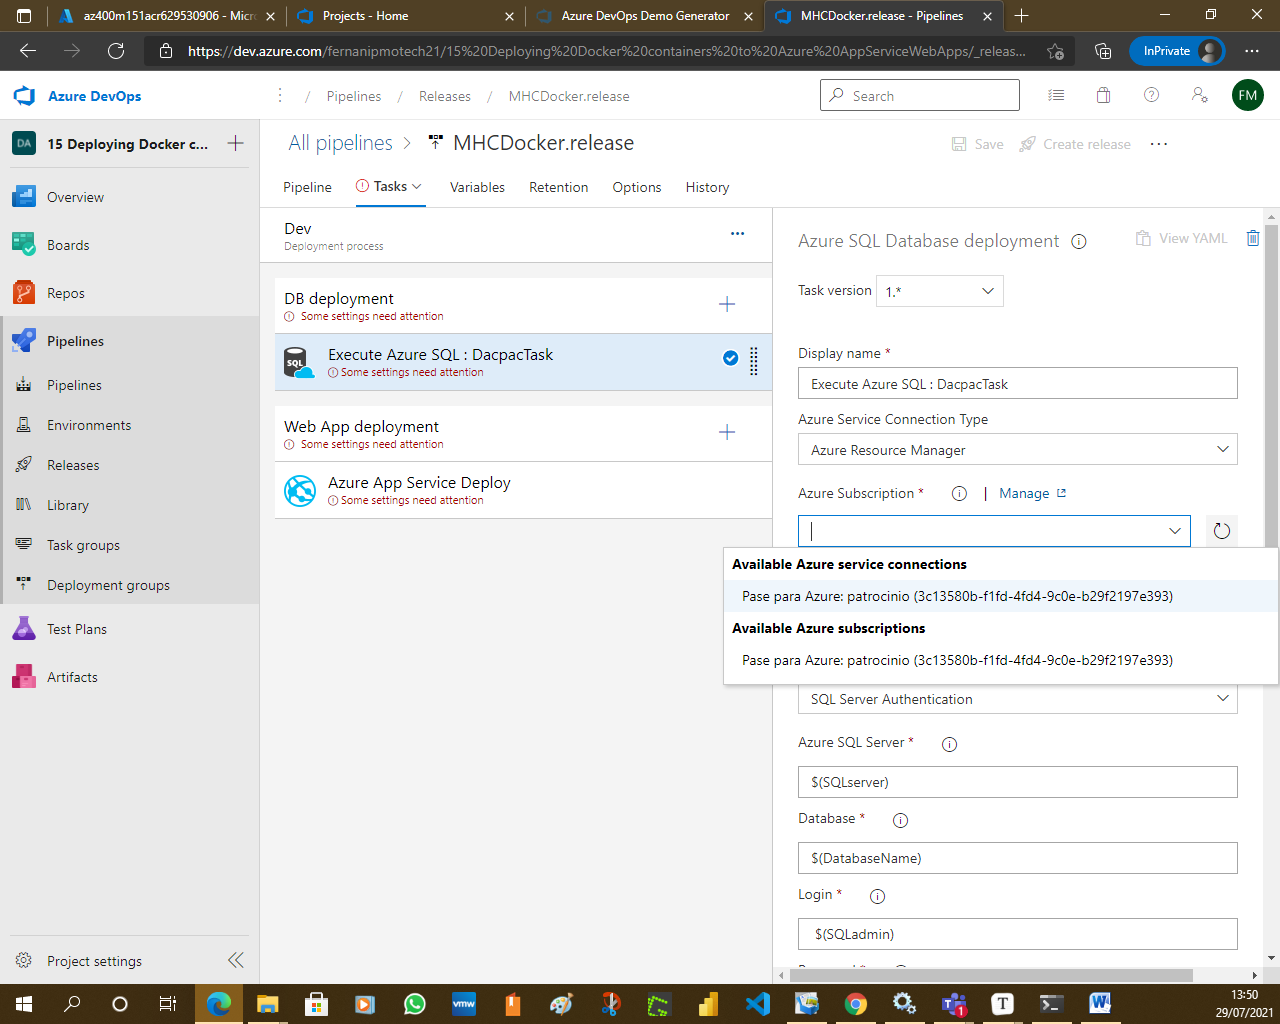 az400m151acr629530906 - Micr
Projects - Home
Azure DevOps Demo Generator
MHCDocker.release - Pipelines
https://dev.azure.com/fernanipmotech21/15%20Deploying%20Docker%20containers%20to%20Azure%20AppServiceWebApps/_releas...
InPrivate
Azure DevOps
/ Pipelines / Releases / MHCDocker.release
Search
FM
DA
15 Deploying Docker c...
Overview
Boards
Repos
Pipelines
Pipelines
Environments
Releases
Library
Task groups
Deployment groups
Test Plans
Artifacts
Project settings
All pipelines > MHCDocker.release
Save
Create release
Pipeline
Tasks
Variables
Retention
Options
History
Dev
Deployment process
DB deployment
Some settings need attention
SQL
Execute Azure SQL : DacpacTask
Some settings need attention
Web App deployment
Some settings need attention
Azure App Service Deploy
Some settings need attention
Azure SQL Database deployment
View YAML
Task version
1.*
Display name *
Execute Azure SQL : DacpacTask
Azure Service Connection Type
Azure Resource Manager
Azure Subscription * | Manage
Available Azure service connections
Pase para Azure: patrocinio (3c13580b-f1fd-4fd4-9c0e-b29f2197e393)
Available Azure subscriptions
Pase para Azure: patrocinio (3c13580b-f1fd-4fd4-9c0e-b29f2197e393)
SQL Server Authentication
Azure SQL Server *
$(SQLserver)
Database *
$(DatabaseName)
Login *
$(SQLadmin)
vmw
1
T
W
13:50
29/07/2021